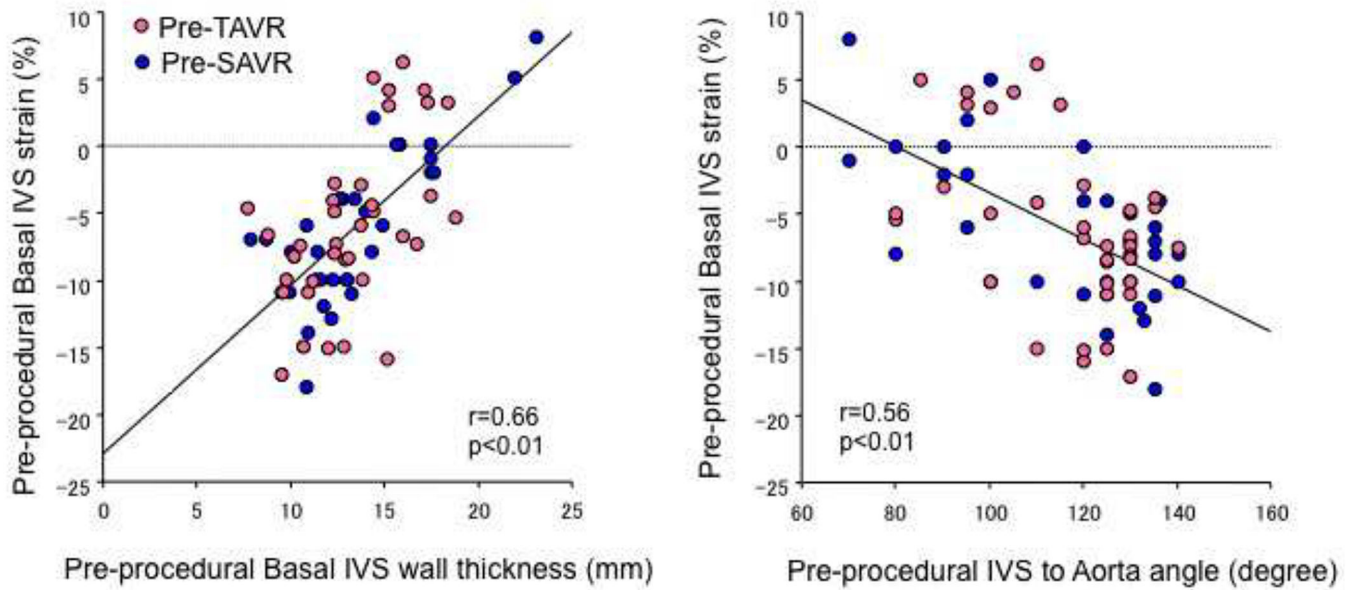 Pre-procedural Basal IVS strain (%)
10
5
0
−5
−10
−15
−20
−25
Pre-TAVR
Pre-SAVR
r=0.66
p<0.01
0 5 10 15 20 25
Pre-procedural Basal IVS wall thickness (mm)
Pre-procedural Basal IVS strain (%)
10
5
0
−5
−10
−15
−20
−25
r=0.56
p<0.01
60 80 100 120 140 160
Pre-procedural IVS to Aorta angle (degree)